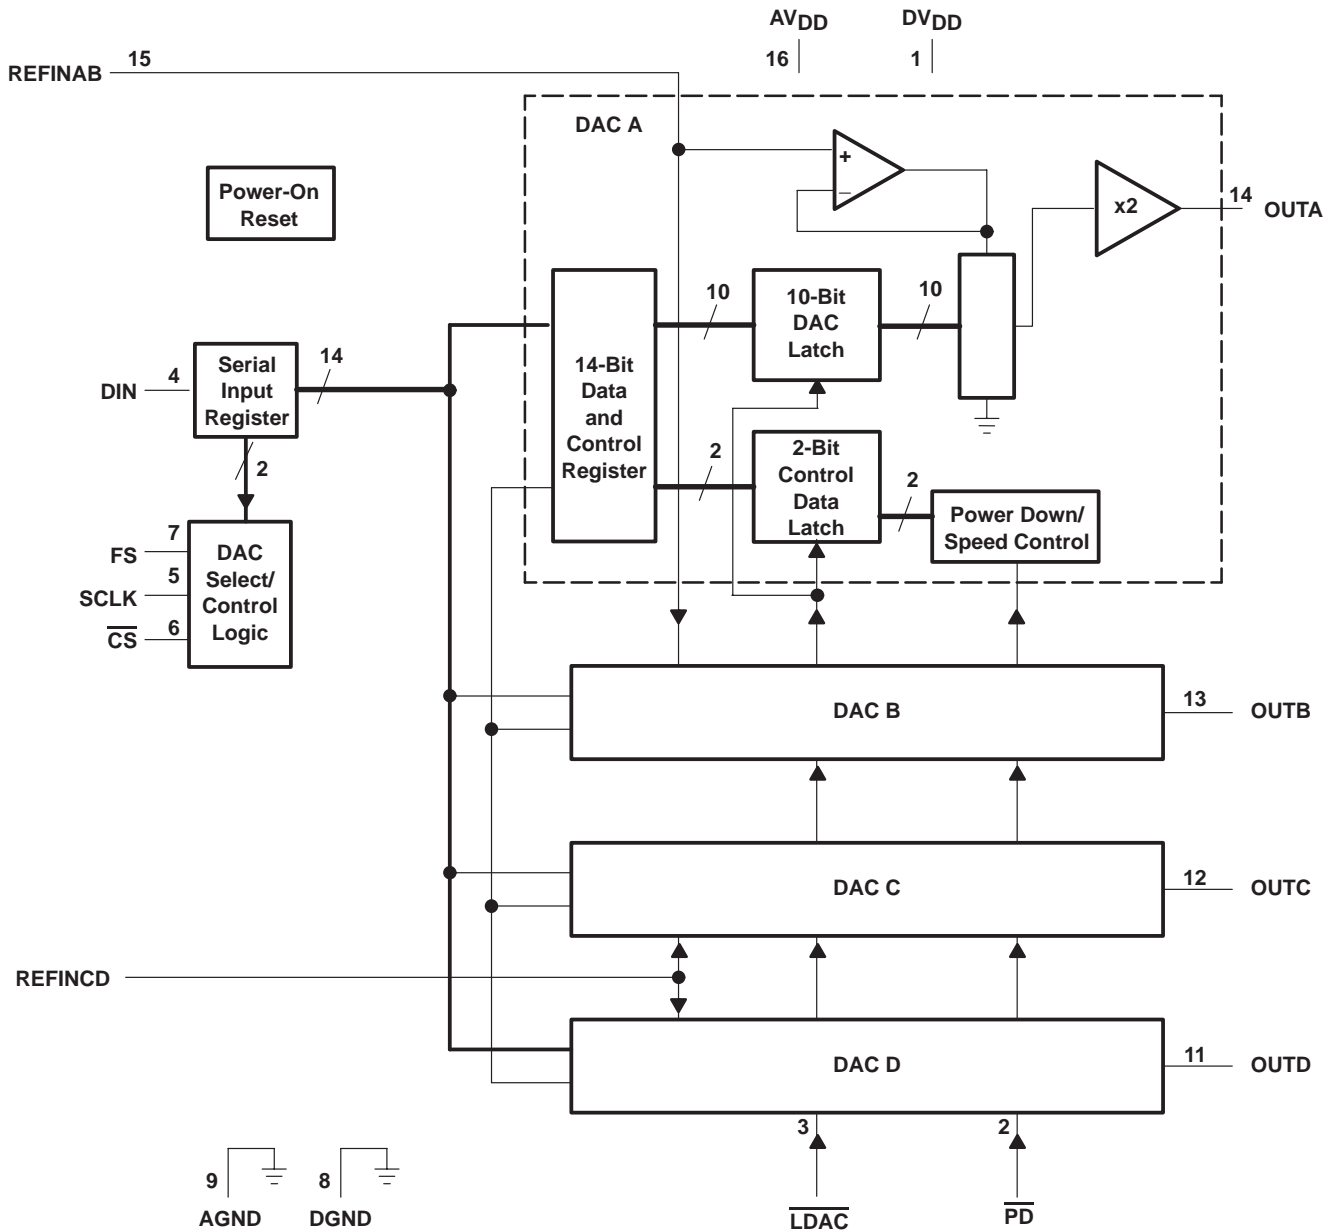 AVDD
DVDD
16
1
REFINAB
15
DAC A
+
−
Power-On
Reset
x2
14
OUTA
10
10-Bit
DAC
Latch
10
Serial
Input
Register
14
DIN
4
14-Bit
Data
and
Control
Register
2
2
2-Bit
Control
Data
Latch
2
Power Down/
Speed Control
FS
7
SCLK
5
CS
6
DAC
Select/
Control
Logic
DAC B
13
OUTB
DAC C
12
OUTC
REFINCD
DAC D
11
OUTD
3
2
9
8
AGND
DGND
LDAC
PD